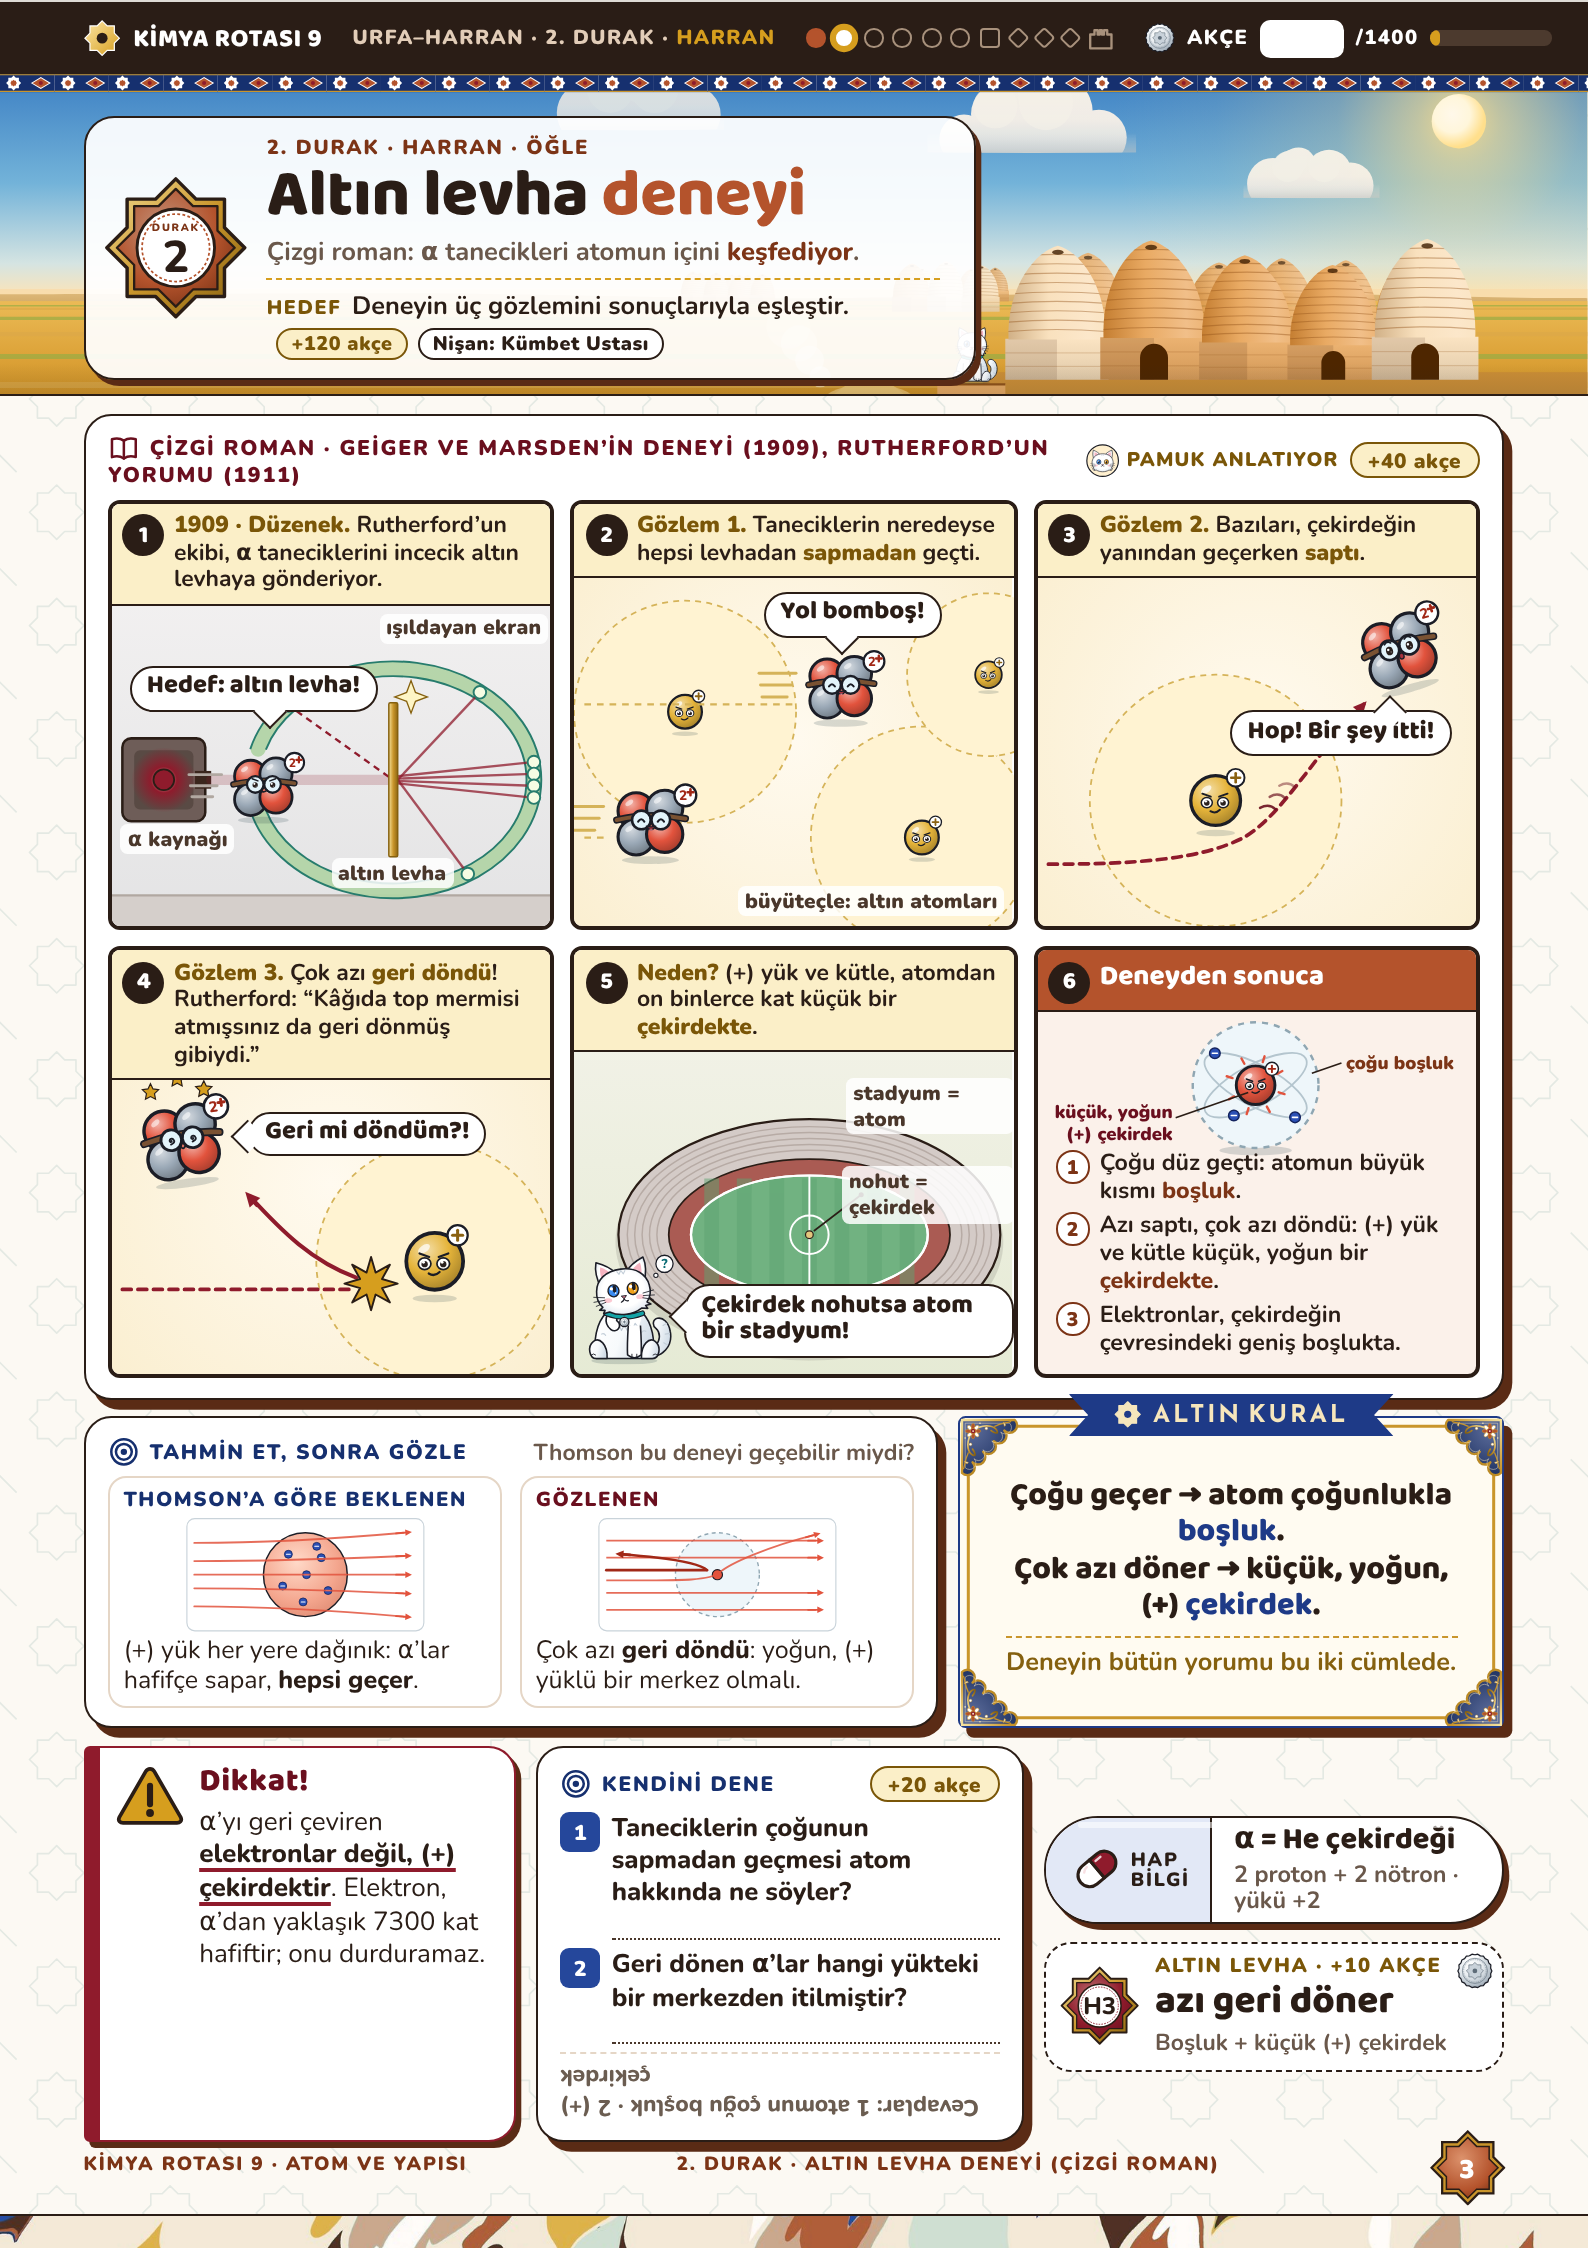 KİMYA ROTASI 9
URFA–HARRAN · 2. DURAK · HARRAN
AKÇE /1400
2. DURAK · HARRAN · ÖĞLE
Altın levha deneyi
DURAK
2
Çizgi roman: α tanecikleri atomun içini keşfediyor.
HEDEF Deneyin üç gözlemini sonuçlarıyla eşleştir.
+120 akçe
Nişan: Kümbet Ustası
ÇİZGİ ROMAN · GEİGER VE MARSDEN’İN DENEYİ (1909), RUTHERFORD’UN
YORUMU (1911)
PAMUK ANLATIYOR
+40 akçe
1
1909 · Düzenek. Rutherford’un
ekibi, α taneciklerini incecik altın
levhaya gönderiyor.
ışıldayan ekran
Hedef: altın levha!
2+
α kaynağı
altın levha
2
Gözlem 1. Taneciklerin neredeyse
hepsi levhadan sapmadan geçti.
Yol bomboş!
2+
+
+
2+
+
büyüteçle: altın atomları
3
Gözlem 2. Bazıları, çekirdeğin
yanından geçerken saptı.
2+
Hop! Bir şey itti!
+
4
Gözlem 3. Çok azı geri döndü!
Rutherford: “Kâğıda top mermisi
atmışsınız da geri dönmüş
gibiydi.”
2+
Geri mi döndüm?!
+
5
Neden? (+) yük ve kütle, atomdan
on binlerce kat küçük bir
çekirdekte.
stadyum =
atom
nohut =
çekirdek
?
Çekirdek nohutsa atom
bir stadyum!
6
Deneyden sonuca
+
çoğu boşluk
küçük, yoğun
(+) çekirdek
1 Çoğu düz geçti: atomun büyük
kısmı boşluk.
2 Azı saptı, çok azı döndü: (+) yük
ve kütle küçük, yoğun bir
çekirdekte.
3 Elektronlar, çekirdeğin
çevresindeki geniş boşlukta.
TAHMİN ET, SONRA GÖZLE
Thomson bu deneyi geçebilir miydi?
THOMSON’A GÖRE BEKLENEN
(+) yük her yere dağınık: α’lar
hafifçe sapar, hepsi geçer.
GÖZLENEN
Çok azı geri döndü: yoğun, (+)
yüklü bir merkez olmalı.
ALTIN KURAL
Çoğu geçer → atom çoğunlukla
boşluk.
Çok azı döner → küçük, yoğun,
(+) çekirdek.
Deneyin bütün yorumu bu iki cümlede.
Dikkat!
α’yı geri çeviren
elektronlar değil, (+)
çekirdektir. Elektron,
α’dan yaklaşık 7300 kat
hafiftir; onu durduramaz.
KENDİNİ DENE
+20 akçe
1 Taneciklerin çoğunun
sapmadan geçmesi atom
hakkında ne söyler?
2 Geri dönen α’lar hangi yükteki
bir merkezden itilmiştir?
Cevaplar: 1 atomun çoğu boşluk · 2 (+)
çekirdek
HAP
BİLGİ
α = He çekirdeği
2 proton + 2 nötron ·
yükü +2
ALTIN LEVHA · +10 AKÇE
H3
azı geri döner
Boşluk + küçük (+) çekirdek
KİMYA ROTASI 9 · ATOM VE YAPISI
2. DURAK · ALTIN LEVHA DENEYİ (ÇİZGİ ROMAN)
3